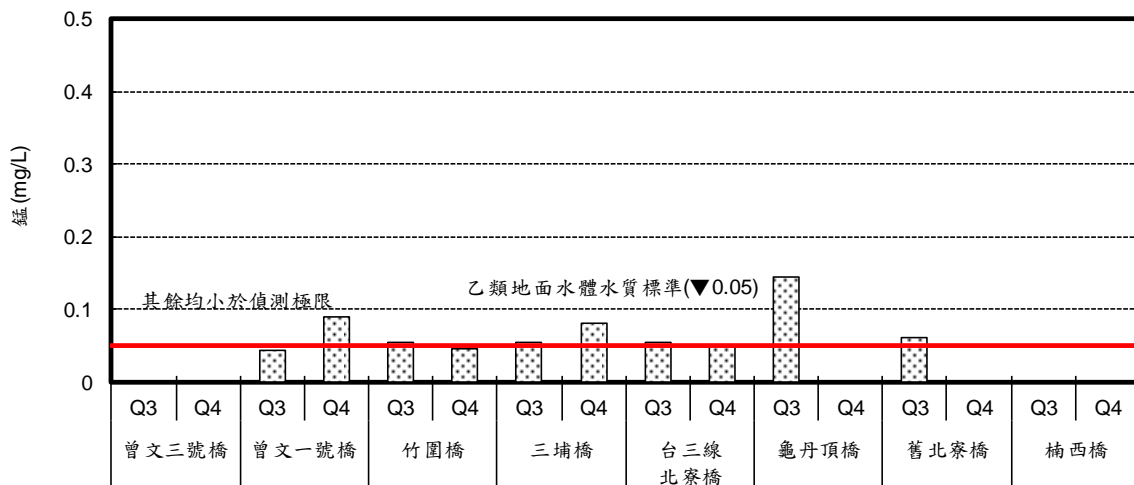 0.5
0.4
0.3
0.2
0.1
0
錳(mg/L)
其餘均小於偵測極限
乙類地面水體水質標準(▼0.05)
Q3 Q4 Q3 Q4 Q3 Q4 Q3 Q4 Q3 Q4 Q3 Q4 Q3 Q4 Q3 Q4
曾文三號橋 曾文一號橋 竹圍橋 三埔橋 台三線 龜丹頂橋 舊北寮橋 楠西橋
北寮橋